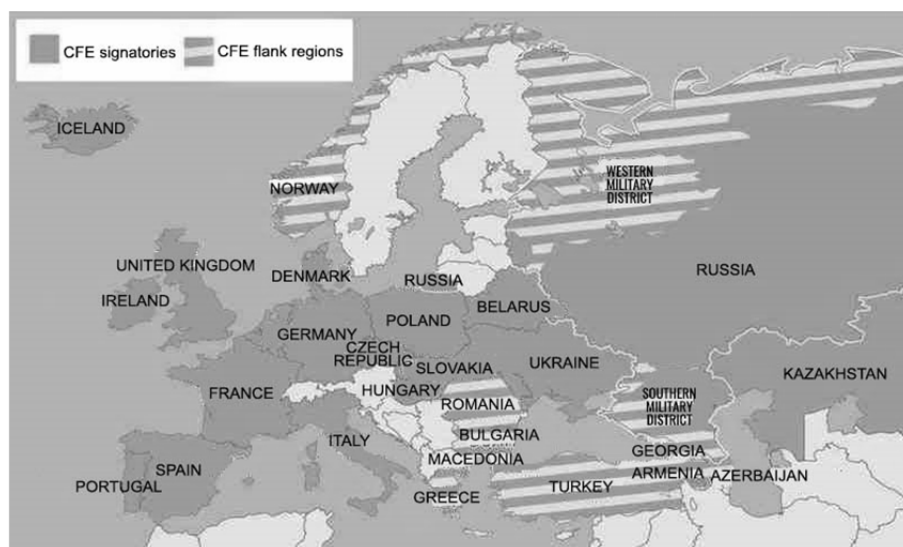 CFE signatories
CFE flank regions
ICELAND
NORWAY
WESTERN
MILITARY
DISTRICT
UNITED KINGDOM
DENMARK
RUSSIA
RUSSIA
IRELAND
BELARUS
POLAND
GERMANY
CZECH
REPUBLIC
UKRAINE
SLOVAKIA
KAZAKHSTAN
FRANCE
HUNGARY
ROMANIA
SOUTHERN
MILITARY
DISTRICT
ITALY
BULGARIA
GEORGIA
MACEDONIA
SPAIN
ARMENIA
AZERBAIJAN
PORTUGAL
TURKEY
GREECE